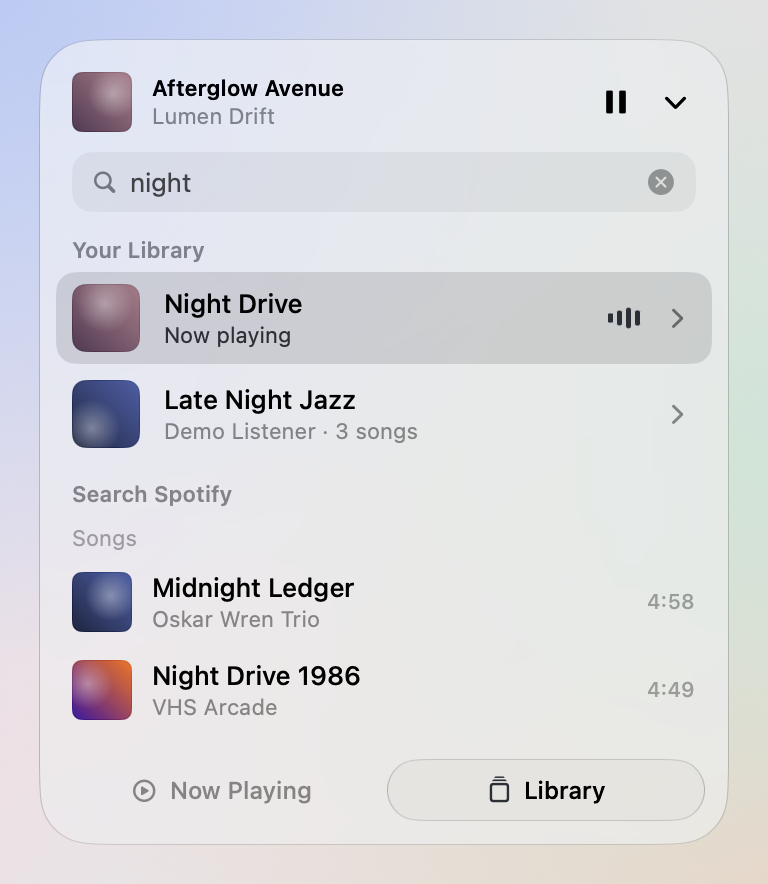 Afterglow Avenue
Lumen Drift
night
Your Library
Night Drive
Now playing
Late Night Jazz
Demo Listener · 3 songs
Search Spotify
Songs
Midnight Ledger
Oskar Wren Trio
4:58
Night Drive 1986
VHS Arcade
4:49
Now Playing
Library